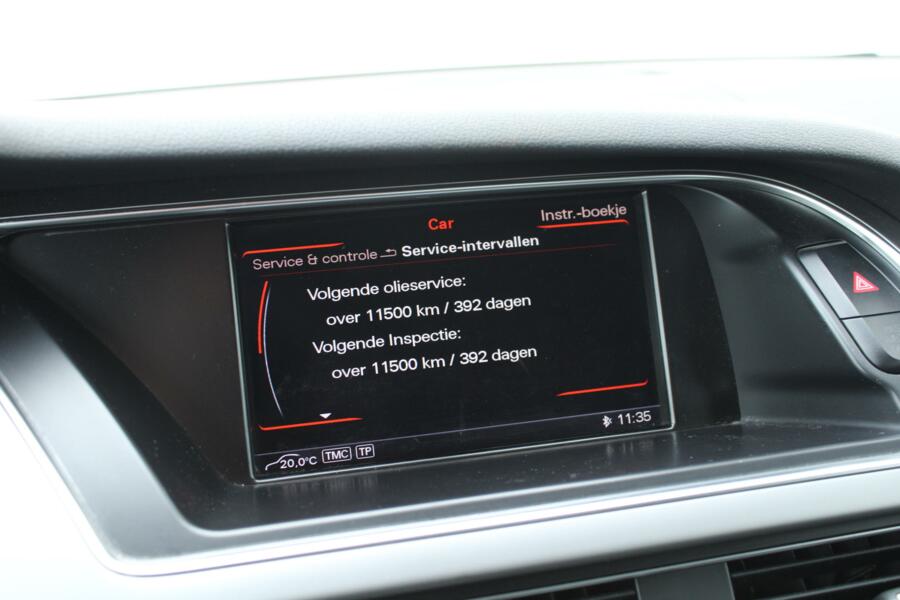 Car
Instr.-boekje
Service & controle Service-intervallen
Volgende olieservice:
over 11500 km / 392 dagen
Volgende Inspectie:
over 11500 km / 392 dagen
11:35
20,0°C TMC TP